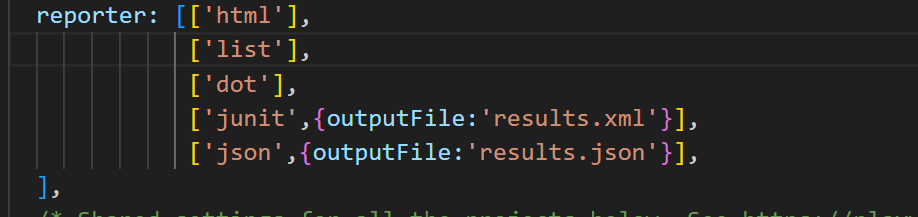 reporter: [['html'],
['list'],
['dot'],
['junit',{outputFile:'results.xml'}],
['json',{outputFile:'results.json'}],
],